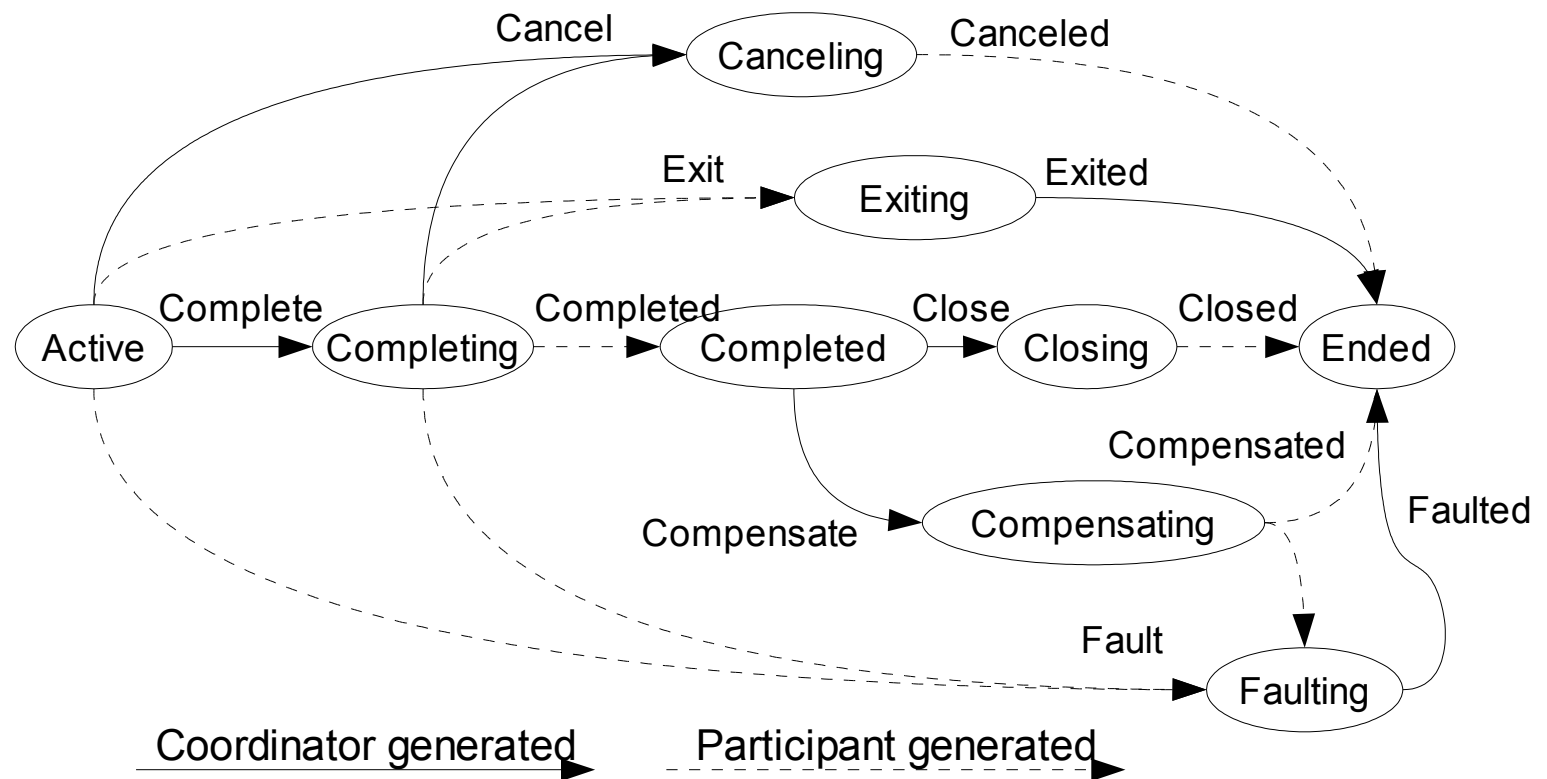 Cancel
Canceling
Canceled
Exit
Exiting
Exited
Active
Complete
Completing
Completed
Completed
Close
Closing
Closed
Ended
Compensate
Compensating
Compensated
Fault
Faulting
Faulted
Coordinator generated
Participant generated